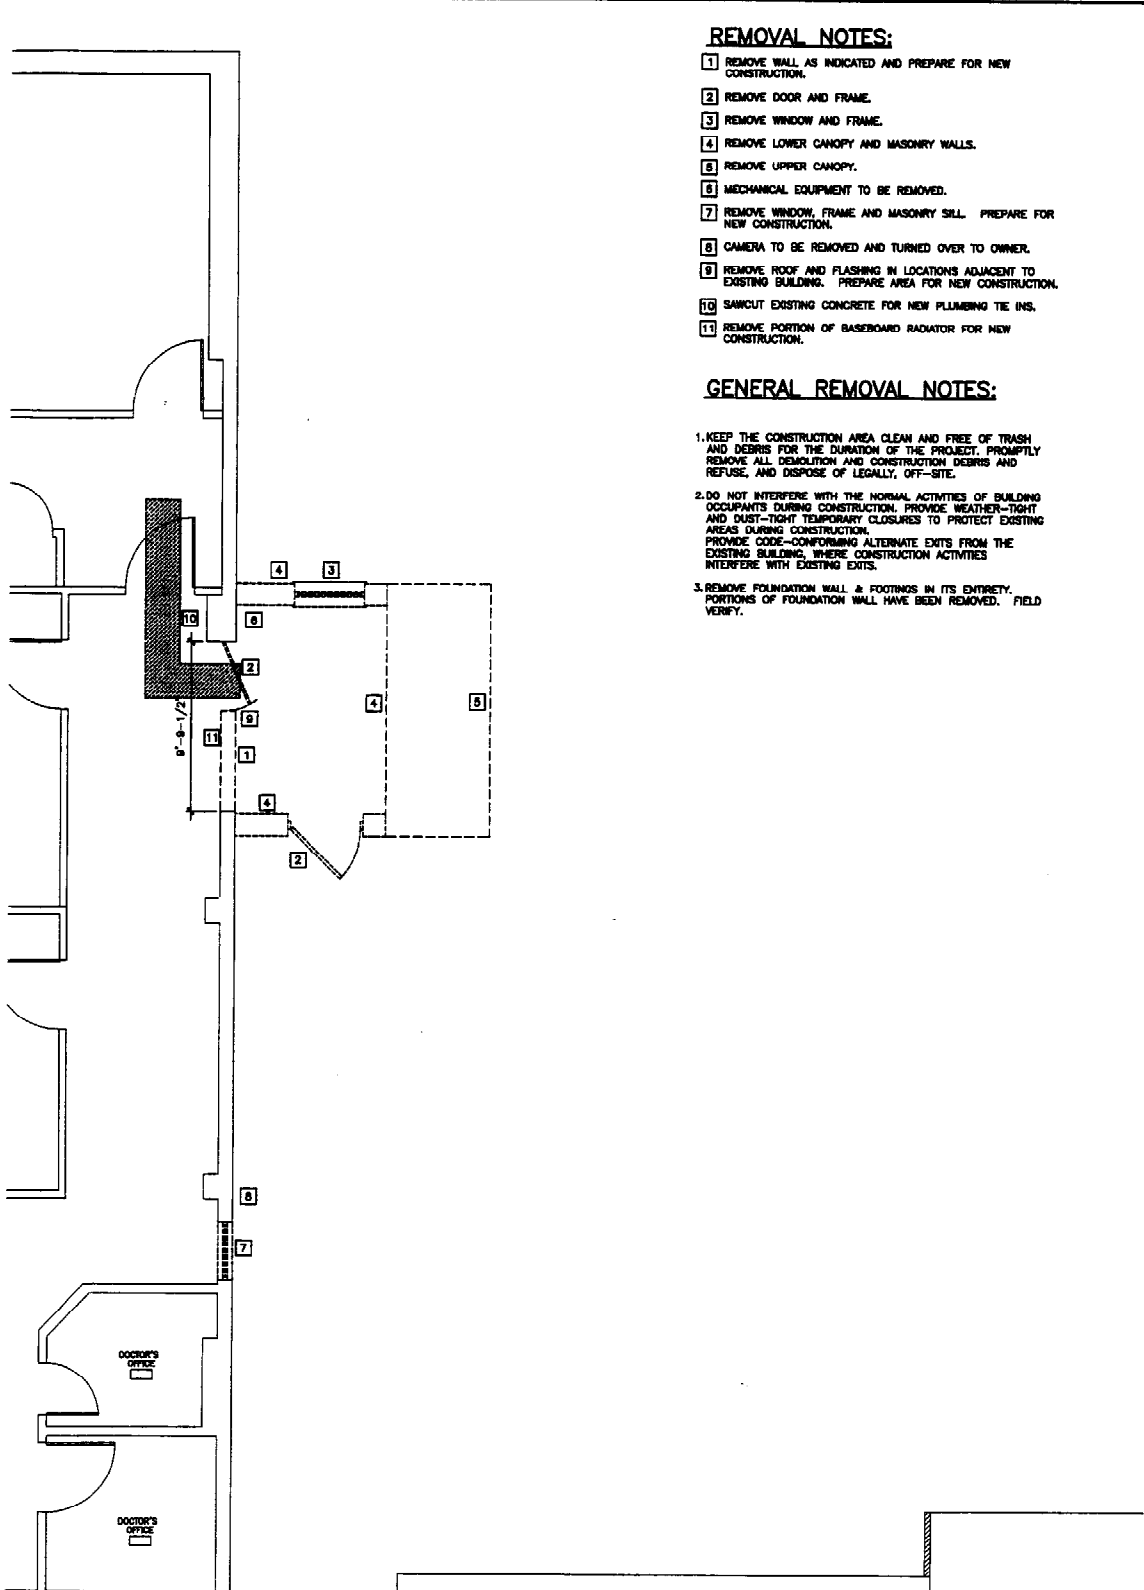 REMOVAL NOTES:
1 REMOVE WALL AS INDICATED AND PREPARE FOR NEW
CONSTRUCTION.
2 REMOVE DOOR AND FRAME.
3 REMOVE WINDOW AND FRAME.
4 REMOVE LOWER CANOPY AND MASONRY WALLS.
5 REMOVE UPPER CANOPY.
6 MECHANICAL EQUIPMENT TO BE REMOVED.
7 REMOVE WINDOW, FRAME AND MASONRY SILL. PREPARE FOR
NEW CONSTRUCTION.
8 CAMERA TO BE REMOVED AND TURNED OVER TO OWNER.
9 REMOVE ROOF AND FLASHING IN LOCATIONS ADJACENT TO
EXISTING BUILDING. PREPARE AREA FOR NEW CONSTRUCTION.
10 SAWCUT EXISTING CONCRETE FOR NEW PLUMBING TIE INS.
11 REMOVE PORTION OF BASEBOARD RADIATOR FOR NEW
CONSTRUCTION.
GENERAL REMOVAL NOTES:
1. KEEP THE CONSTRUCTION AREA CLEAN AND FREE OF TRASH
AND DEBRIS FOR THE DURATION OF THE PROJECT. PROMPTLY
REMOVE ALL DEMOLITION AND CONSTRUCTION DEBRIS AND
REFUSE, AND DISPOSE OF LEGALLY, OFF-SITE.
2. DO NOT INTERFERE WITH THE NORMAL ACTIVITIES OF BUILDING
OCCUPANTS DURING CONSTRUCTION. PROVIDE WEATHER-TIGHT
AND DUST-TIGHT TEMPORARY CLOSURES TO PROTECT EXISTING
AREAS DURING CONSTRUCTION.
PROVIDE CODE-CONFORMING ALTERNATE EXITS FROM THE
EXISTING BUILDING, WHERE CONSTRUCTION ACTIVITIES
INTERFERE WITH EXISTING EXITS.
3. REMOVE FOUNDATION WALL & FOOTINGS IN ITS ENTIRETY.
PORTIONS OF FOUNDATION WALL HAVE BEEN REMOVED. FIELD
VERIFY.
4
3
10
6
2
4
5
9
9'-9-1/2"
11
1
4
2
8
7
DOCTOR'S
OFFICE
DOCTOR'S
OFFICE